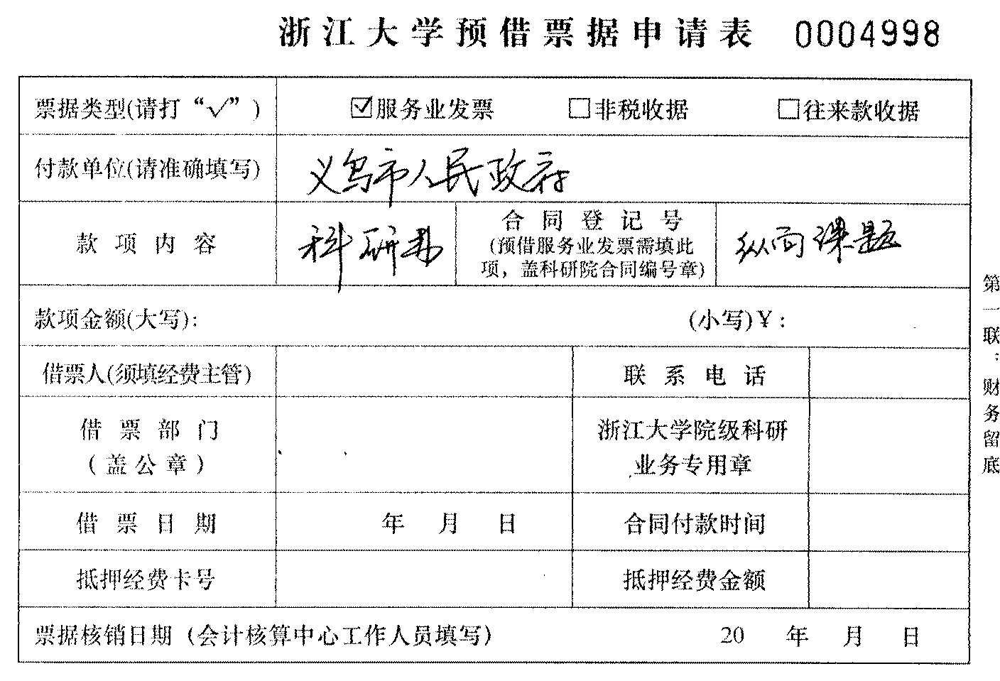 浙江大学预借票据申请表 0004998
票据类型(请打“√”) ☑服务业发票 □非税收据 □往来款收据
付款单位(请准确填写) 义乌市人民政府
款项内容 科研费 合同登记号 纵向课题
(预借服务业发票需填此
项，盖科研院合同编号章)
款项金额(大写)： (小写)￥：
借票人(须填经费主管) 联系电话
借票部门 浙江大学院级科研
(盖公章) 业务专用章
借票日期 年 月 日 合同付款时间
抵押经费卡号 抵押经费金额
票据核销日期(会计核算中心工作人员填写) 20 年 月 日
第一联：财务留底